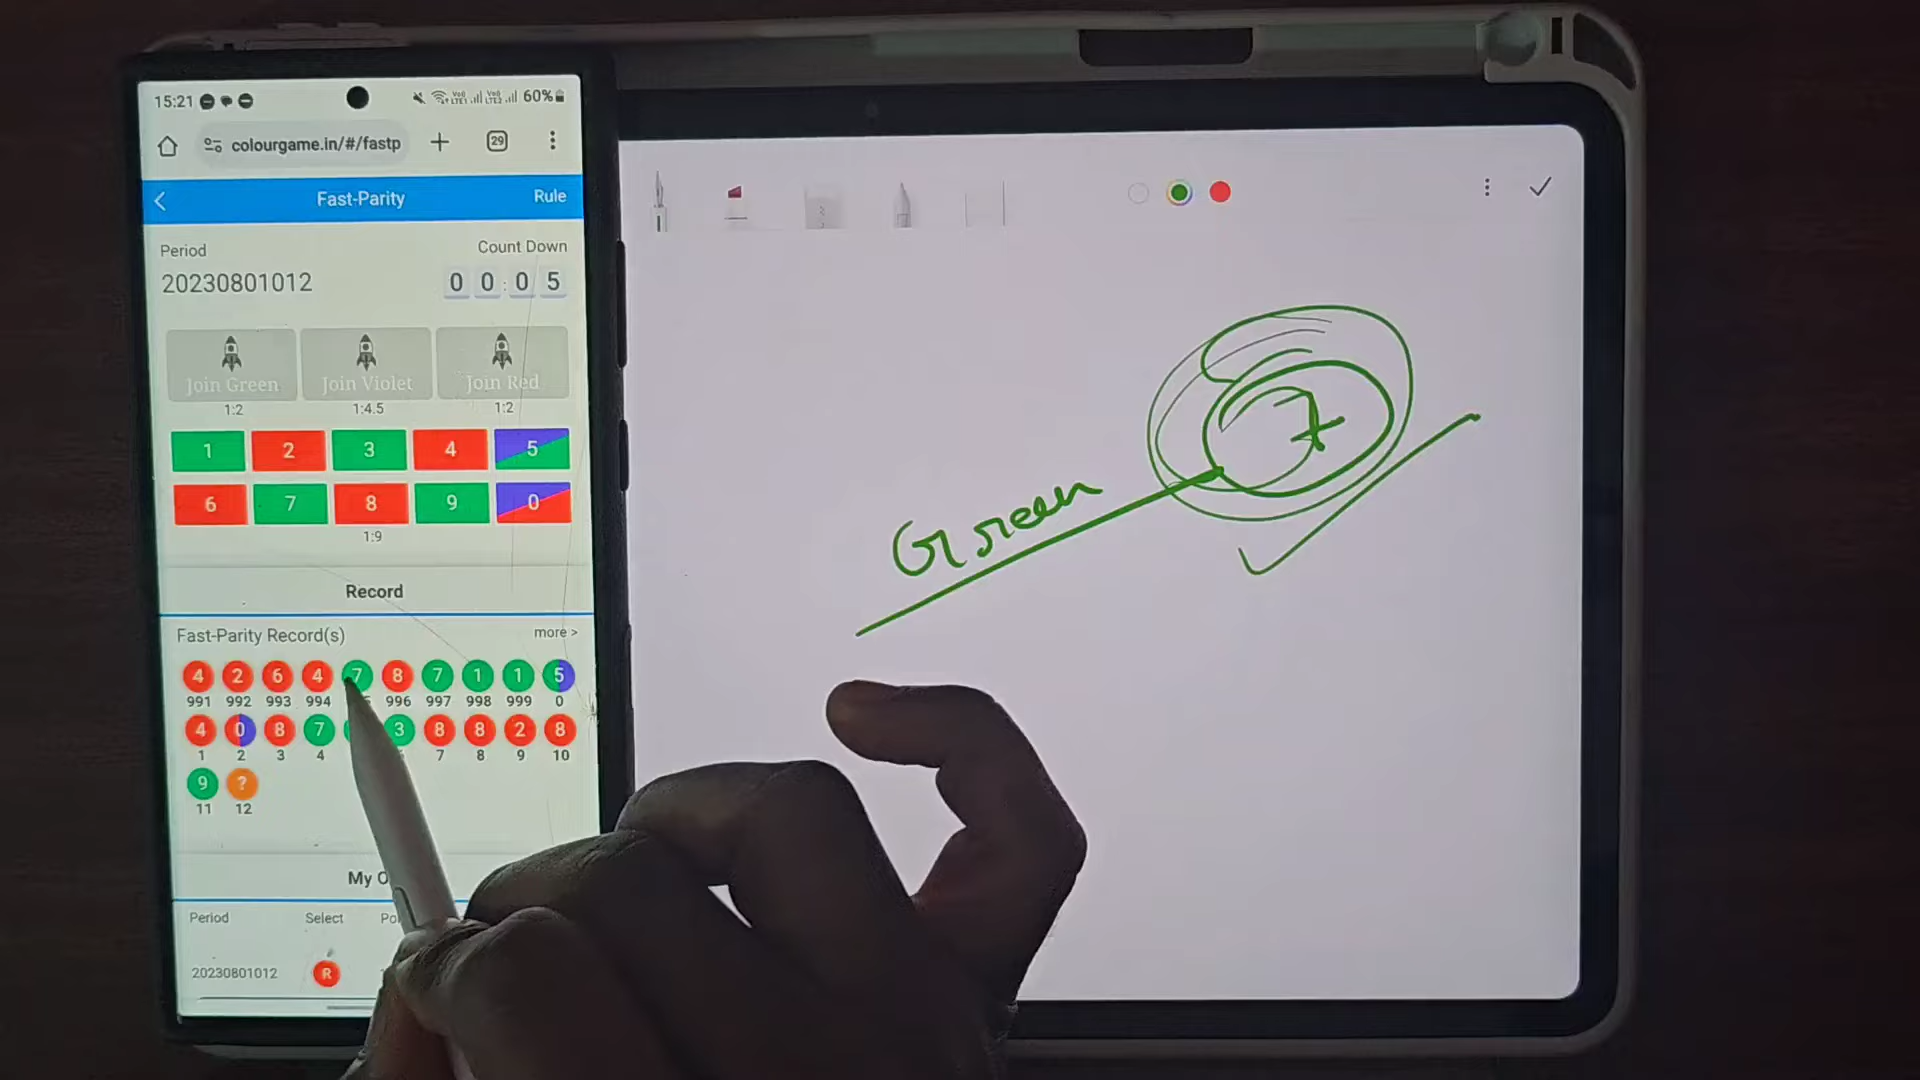 15:21 60%
colourgame.in/#/fastp 29
Fast-Parity Rule
Period Count Down
20230801012 0 0 : 0 5
Join Green Join Violet Join Red
1:2 1:4.5 1:2
1 2 3 4 5
6 7 8 9 0
1:9
Record
Fast-Parity Record(s) more >
4 2 6 4 7 8 7 1 1 5
991 992 993 994 996 997 998 999 0
4 0 8 7 3 8 8 2 8
1 2 3 4 7 8 9 10
9 ?
11 12
My O
Period Select
20230801012 R
Green
7